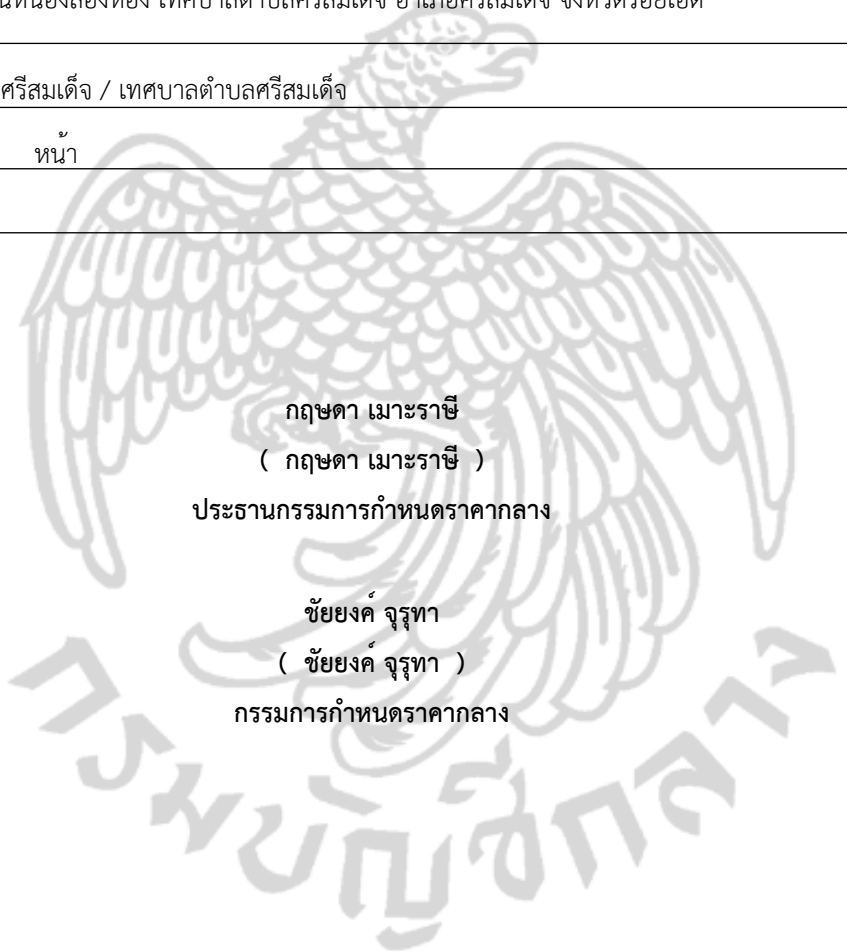 เทศบาลตำบลศรีสมเด็จ อำเภอศรีสมเด็จ จังหวัดร้อยเอ็ด
ศรีสมเด็จ / เทศบาลตำบลศรีสมเด็จ
หน้า
กฤษดา เมาะราษี
( กฤษดา เมาะราษี )
ประธานกรรมการกำหนดราคากลาง
ชัยยงค์ จุรุทา
( ชัยยงค์ จุรุทา )
กรรมการกำหนดราคากลาง
กรมบัญชีกลาง